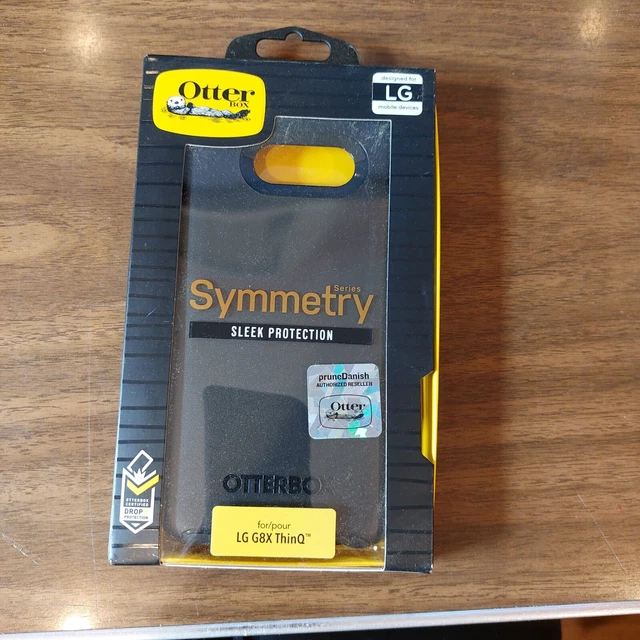 Otter
BOX
designed for
LG
mobile devices
Series
Symmetry
SLEEK PROTECTION
pruneDanish
AUTHORIZED RESELLER
Otter
OTTERBOX
OTTERBOX
CERTIFIED
DROP
PROTECTION
for/pour
LG G8X ThinQ™